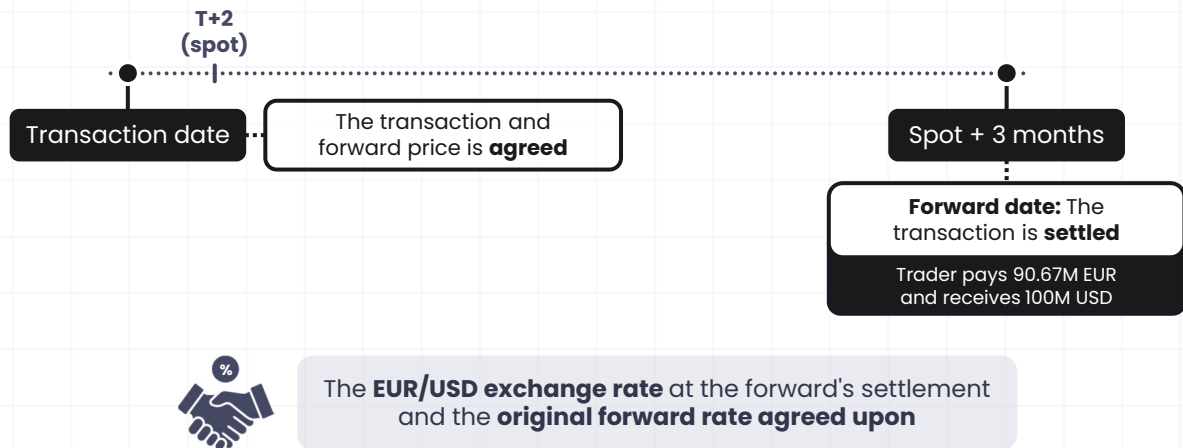 T+2
(spot)
Transaction date
The transaction and
forward price is agreed
Spot + 3 months
Forward date: The
transaction is settled
Trader pays 90.67M EUR
and receives 100M USD
%
The EUR/USD exchange rate at the forward's settlement
and the original forward rate agreed upon